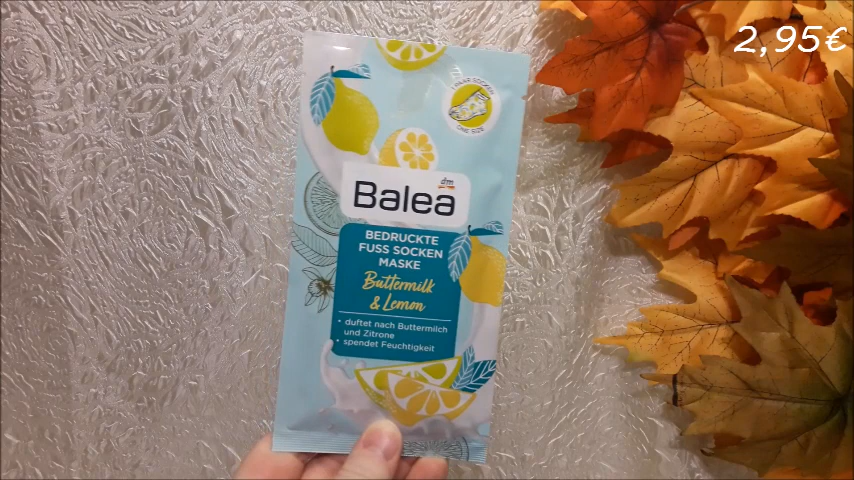 2,95€
1 PAAR SOCKEN
ONE SIZE
dm
Balea
BEDRUCKTE
FUSS SOCKEN
MASKE
Buttermilk
& Lemon
• duftet nach Buttermilch
und Zitrone
• spendet Feuchtigkeit